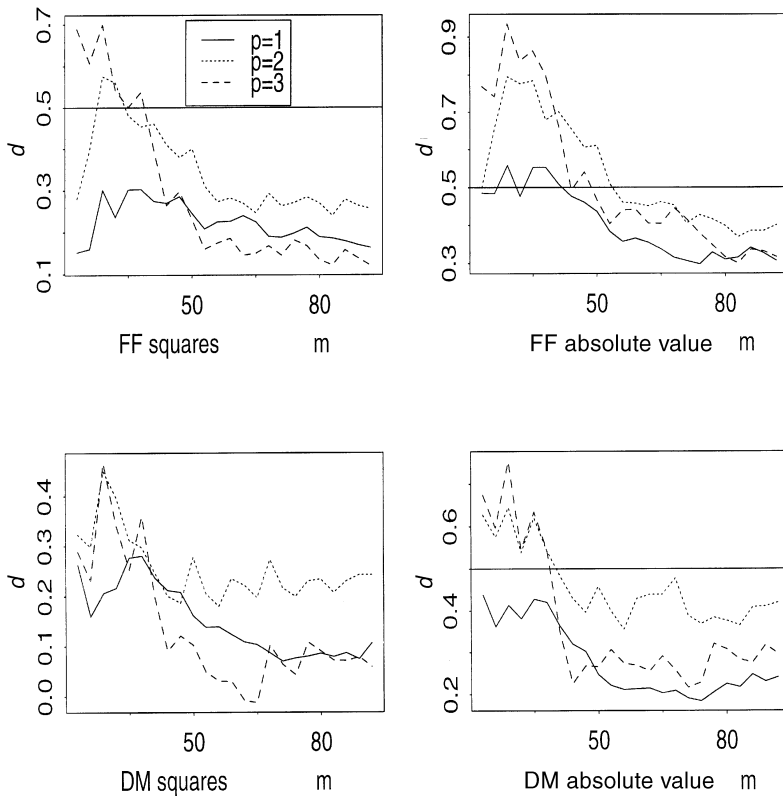 0.7
0.5
0.3
0.1
d
p=1
p=2
p=3
50
80
FF squares
m
0.9
0.7
0.5
0.3
d
50
80
FF absolute value
m
0.4
0.3
0.2
0.1
0.0
d
50
80
DM squares
m
0.6
0.4
0.2
d
50
80
DM absolute value
m